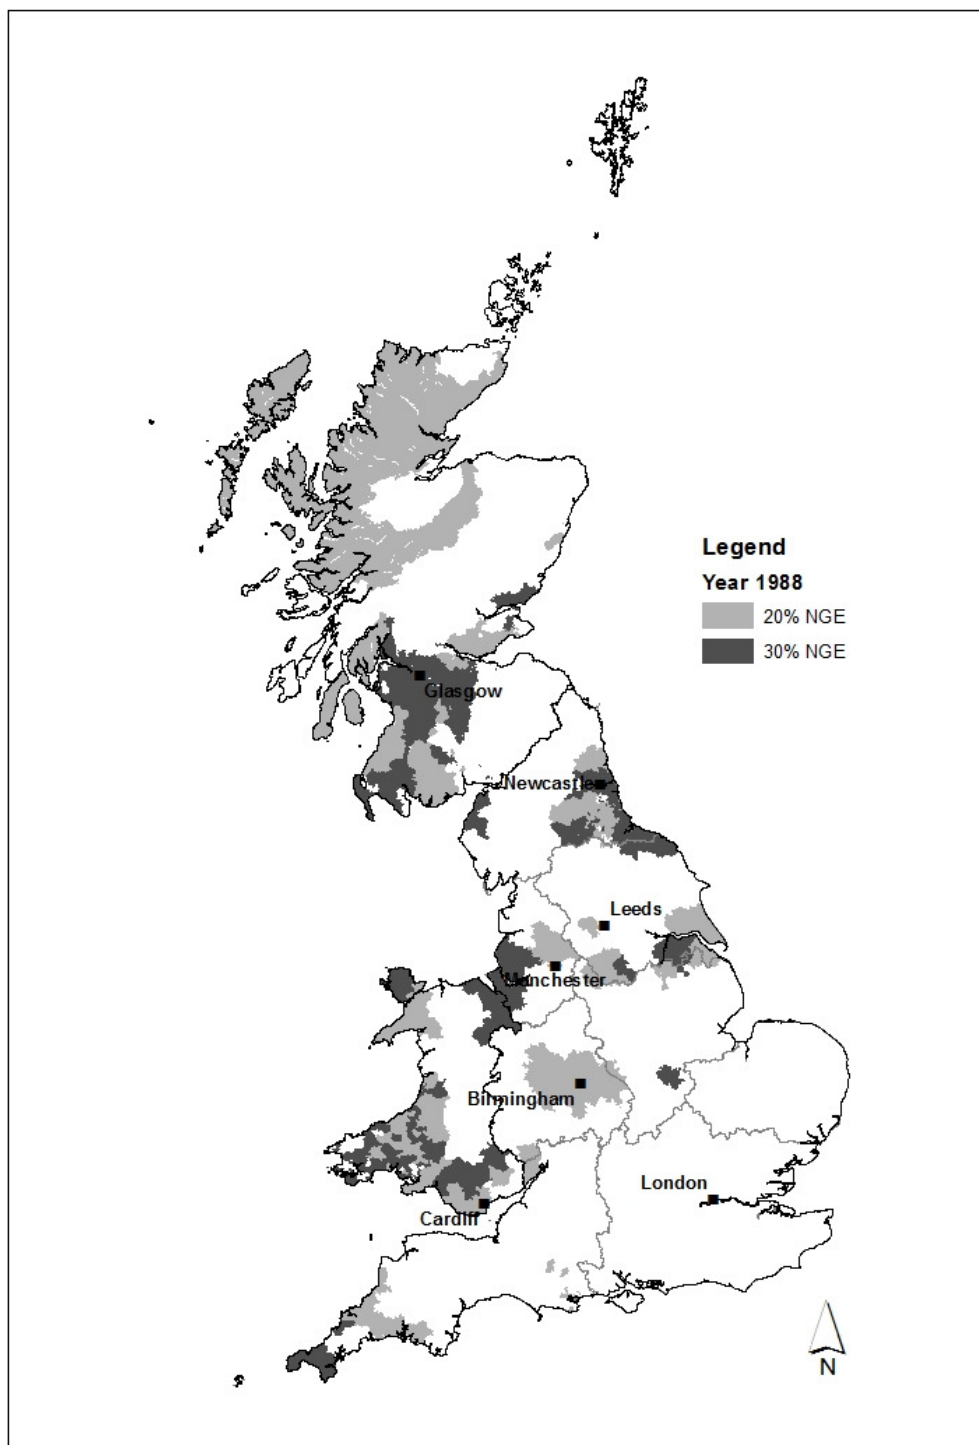 Legend
Year 1988
20% NGE
30% NGE
Glasgow
Newcastle
Leeds
Manchester
Birmingham
London
Cardiff
N